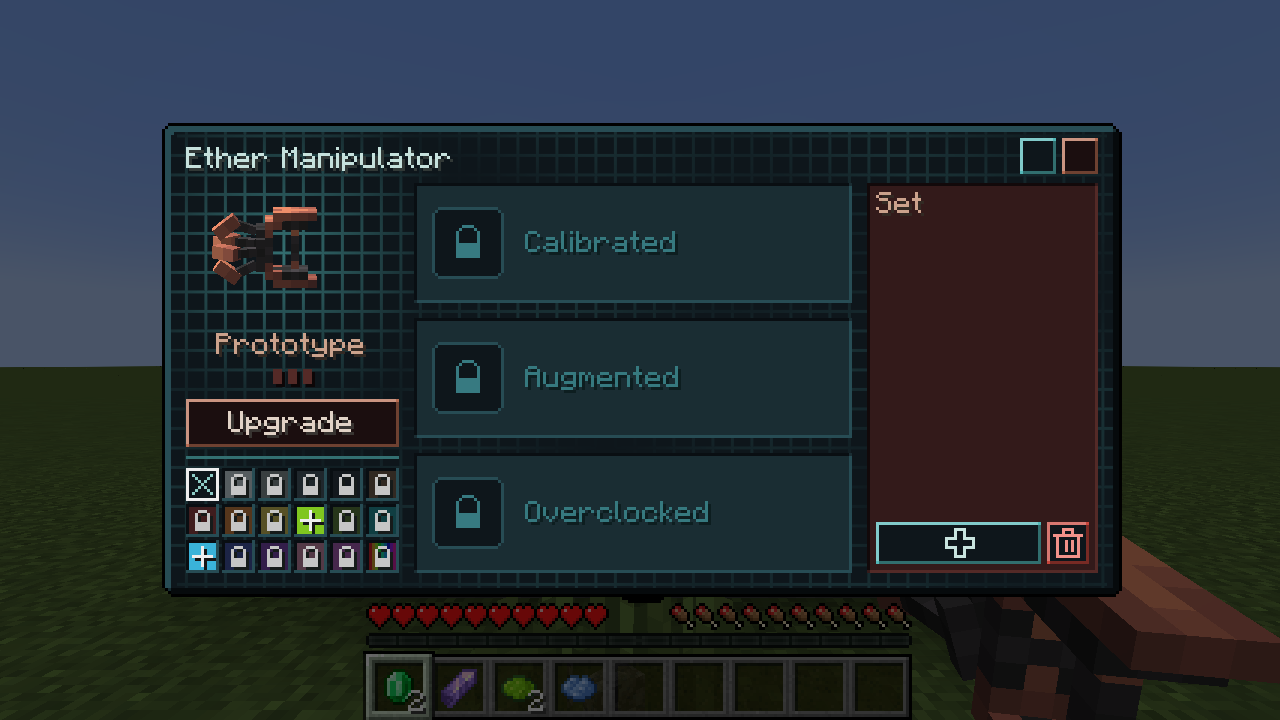 Ether Manipulator
Prototype
Upgrade
Calibrated
Augmented
Overclocked
Set
2
2